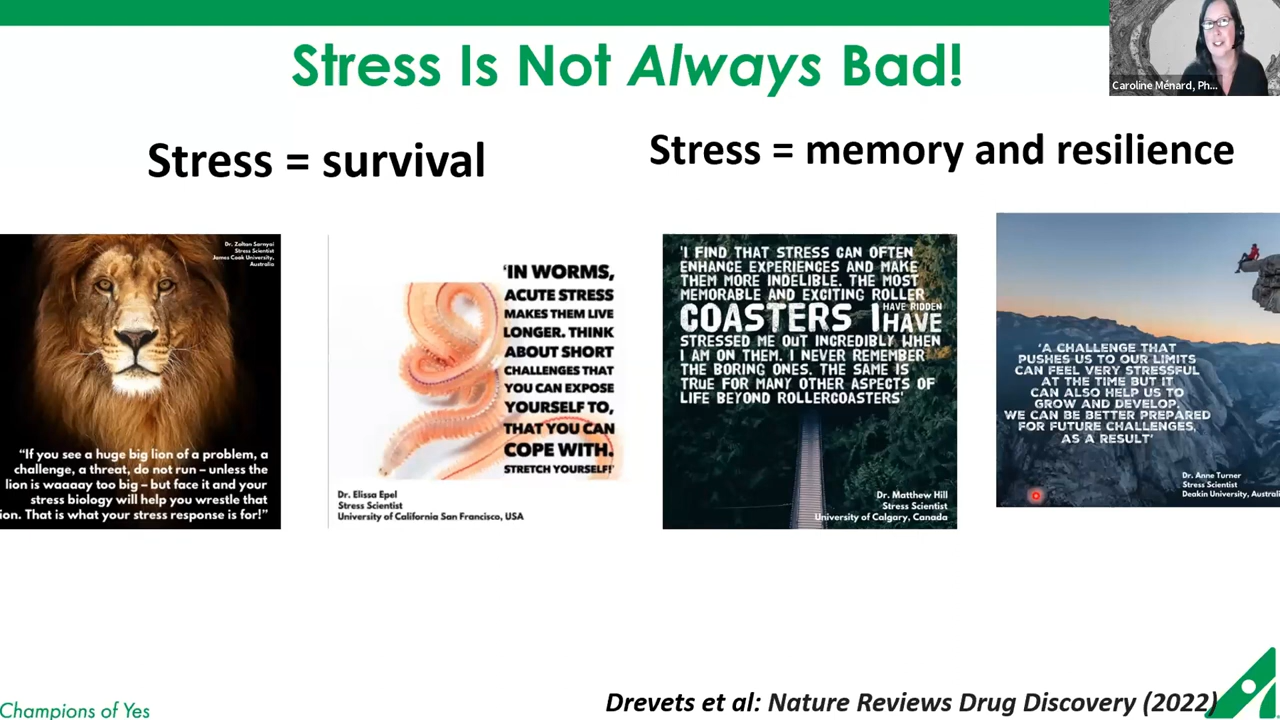 Stress Is Not Always Bad!
Caroline Ménard, Ph...
Stress = survival
Stress = memory and resilience
Dr. Zoltan Sarnyai
Stress Scientist
James Cook University,
Australia
"If you see a huge big lion of a problem, a
challenge, a threat, do not run – unless the
lion is waaaay too big – but face it and your
stress biology will help you wrestle that
ion. That is what your stress response is for!"
'IN WORMS,
ACUTE STRESS
MAKES THEM LIVE
LONGER. THINK
ABOUT SHORT
CHALLENGES THAT
YOU CAN EXPOSE
YOURSELF TO,
THAT YOU CAN
COPE WITH.
STRETCH YOURSELF!'
Dr. Elissa Epel
Stress Scientist
University of California San Francisco, USA
'I FIND THAT STRESS CAN OFTEN
ENHANCE EXPERIENCES AND MAKE
THEM MORE INDELIBLE. THE MOST
MEMORABLE AND EXCITING ROLLER
COASTERS I HAVE RIDDEN HAVE
STRESSED ME OUT INCREDIBLY WHEN
I AM ON THEM. I NEVER REMEMBER
THE BORING ONES. THE SAME IS
TRUE FOR MANY OTHER ASPECTS OF
LIFE BEYOND ROLLERCOASTERS'
Dr. Matthew Hill
Stress Scientist
University of Calgary, Canada
'A CHALLENGE THAT
PUSHES US TO OUR LIMITS
CAN FEEL VERY STRESSFUL
AT THE TIME BUT IT
CAN ALSO HELP US TO
GROW AND DEVELOP.
WE CAN BE BETTER PREPARED
FOR FUTURE CHALLENGES,
AS A RESULT'
Dr. Anne Turner
Stress Scientist
Deakin University, Australi
Champions of Yes
Drevets et al: Nature Reviews Drug Discovery (2022)